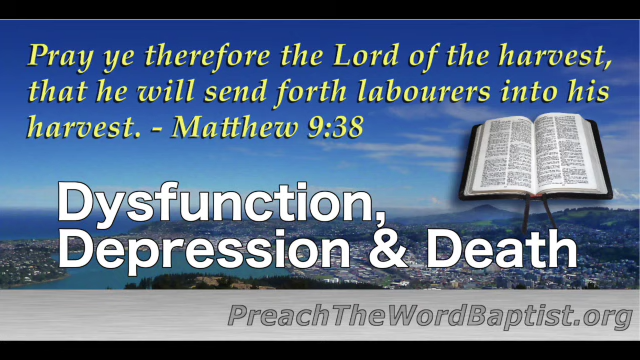 Pray ye therefore the Lord of the harvest,
that he will send forth labourers into his
harvest. - Matthew 9:38
Dysfunction,
Depression & Death
PreachTheWordBaptist.org